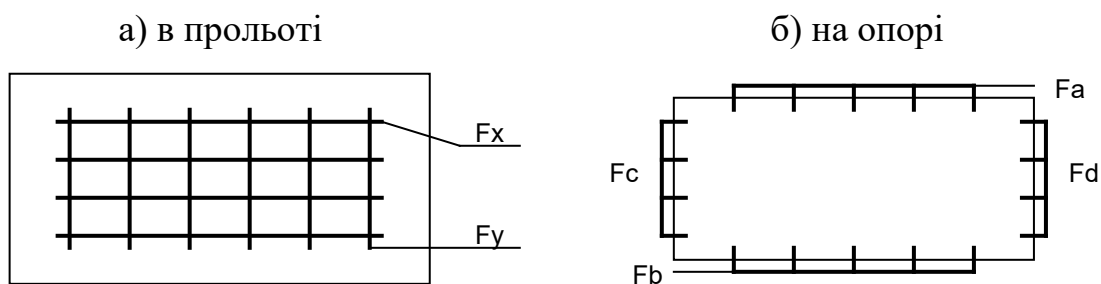 а) в прольоті
б) на опорі
Fx
Fy
Fa
Fc
Fd
Fb